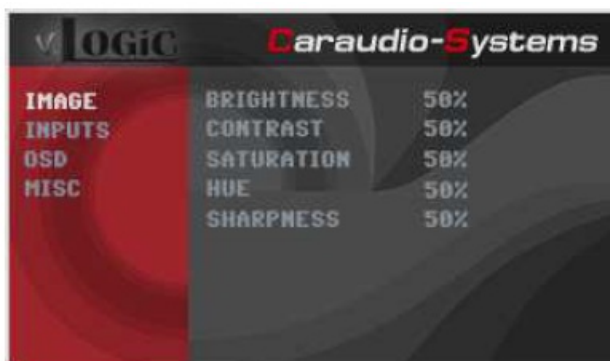 v.LOGiC Caraudio-Systems
IMAGE BRIGHTNESS 50%
INPUTS CONTRAST 50%
OSD SATURATION 50%
MISC HUE 50%
SHARPNESS 50%